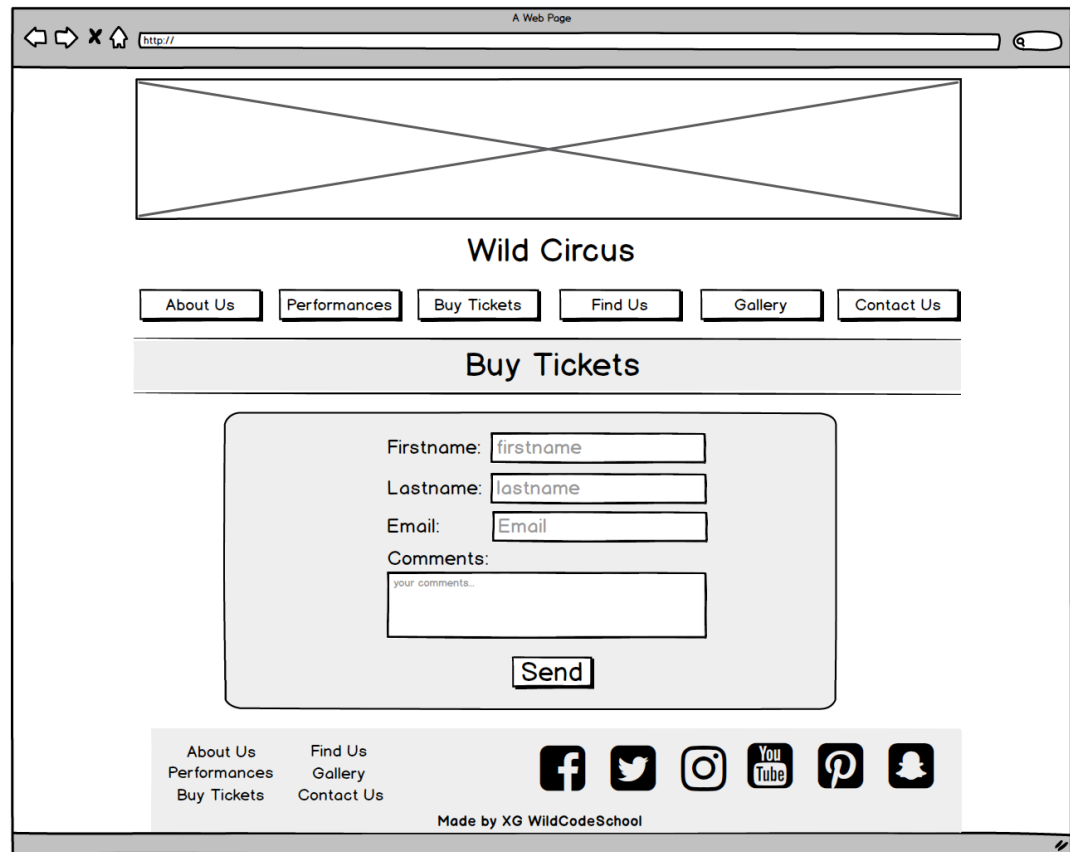 A Web Page
http://
Wild Circus
About Us Performances Buy Tickets Find Us Gallery Contact Us
Buy Tickets
Firstname: firstname
Lastname: lastname
Email: Email
Comments:
your comments..
Send
About Us Find Us
Performances Gallery
Buy Tickets Contact Us
You
Tube
Made by XG WildCodeSchool